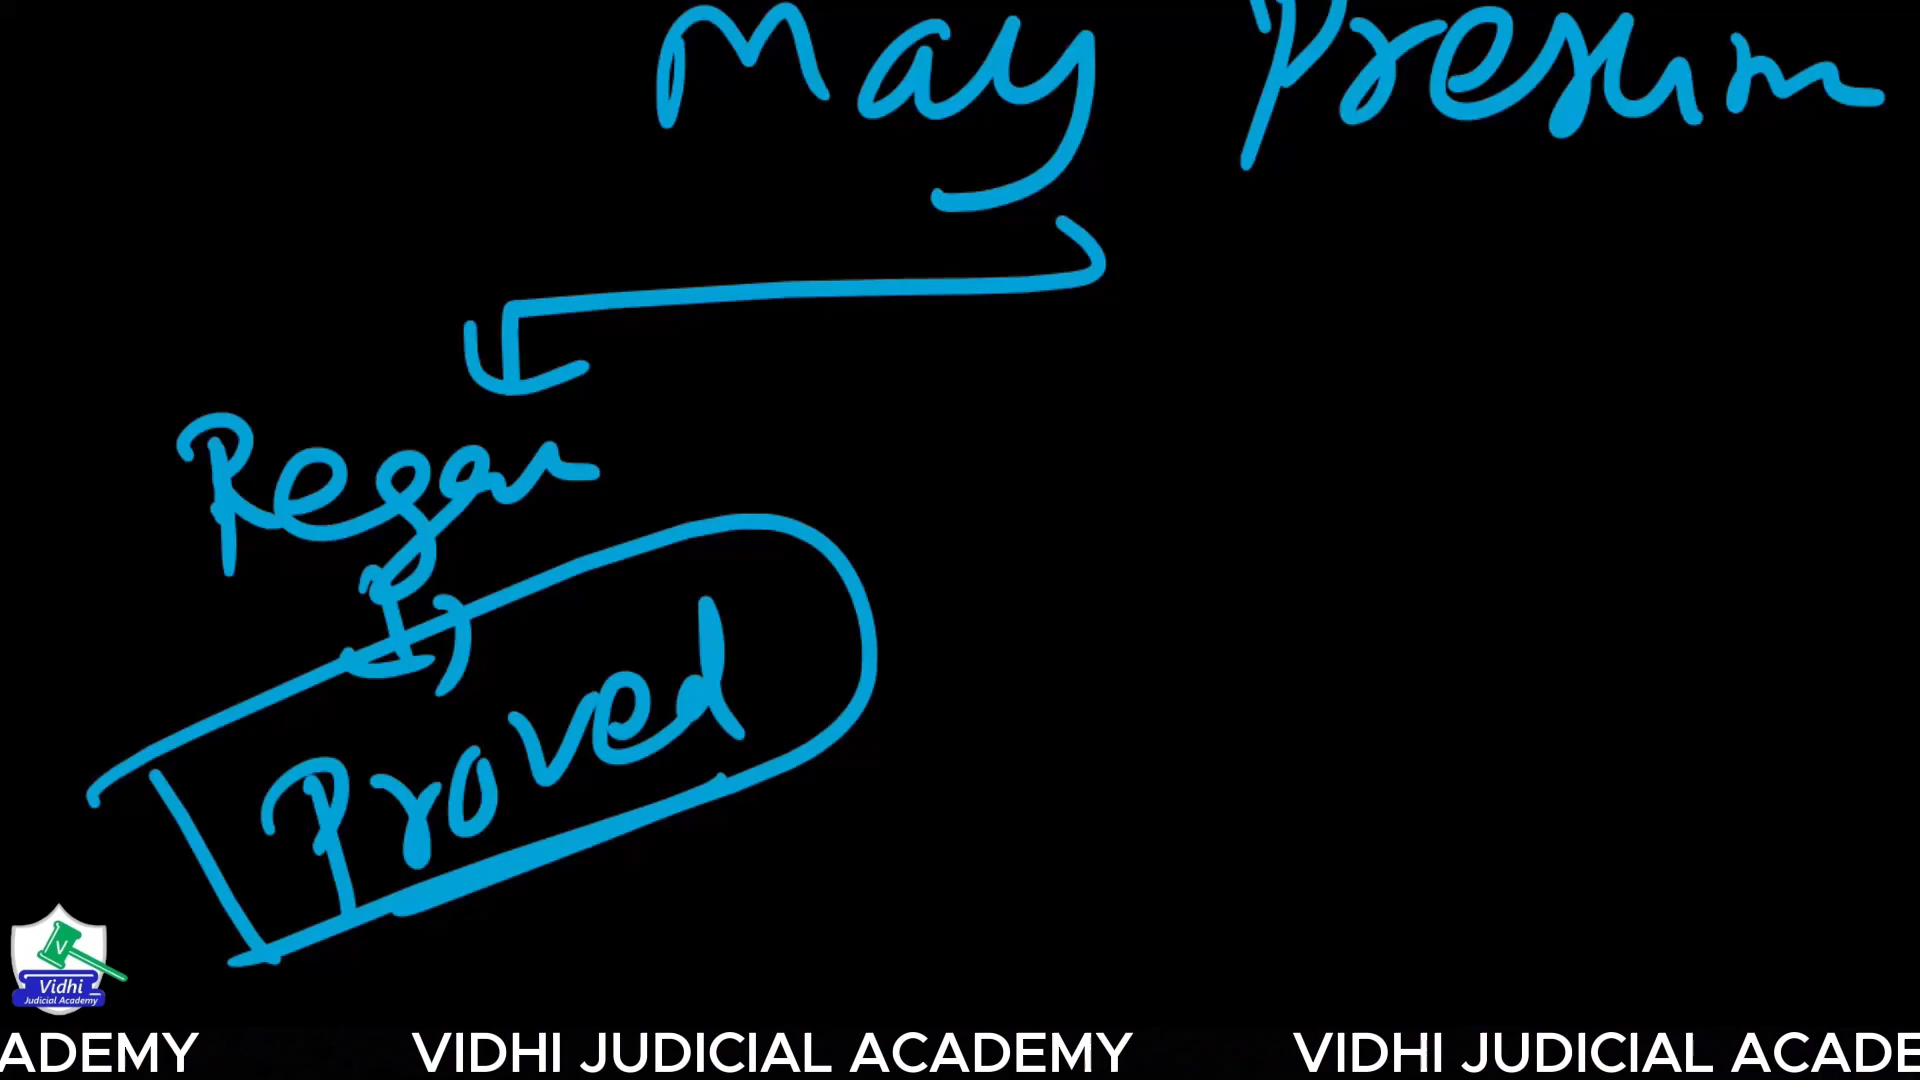 May Presum
Regar
Proved
V
Vidhi
Judicial Academy
ADEMY VIDHI JUDICIAL ACADEMY VIDHI JUDICIAL ACADE